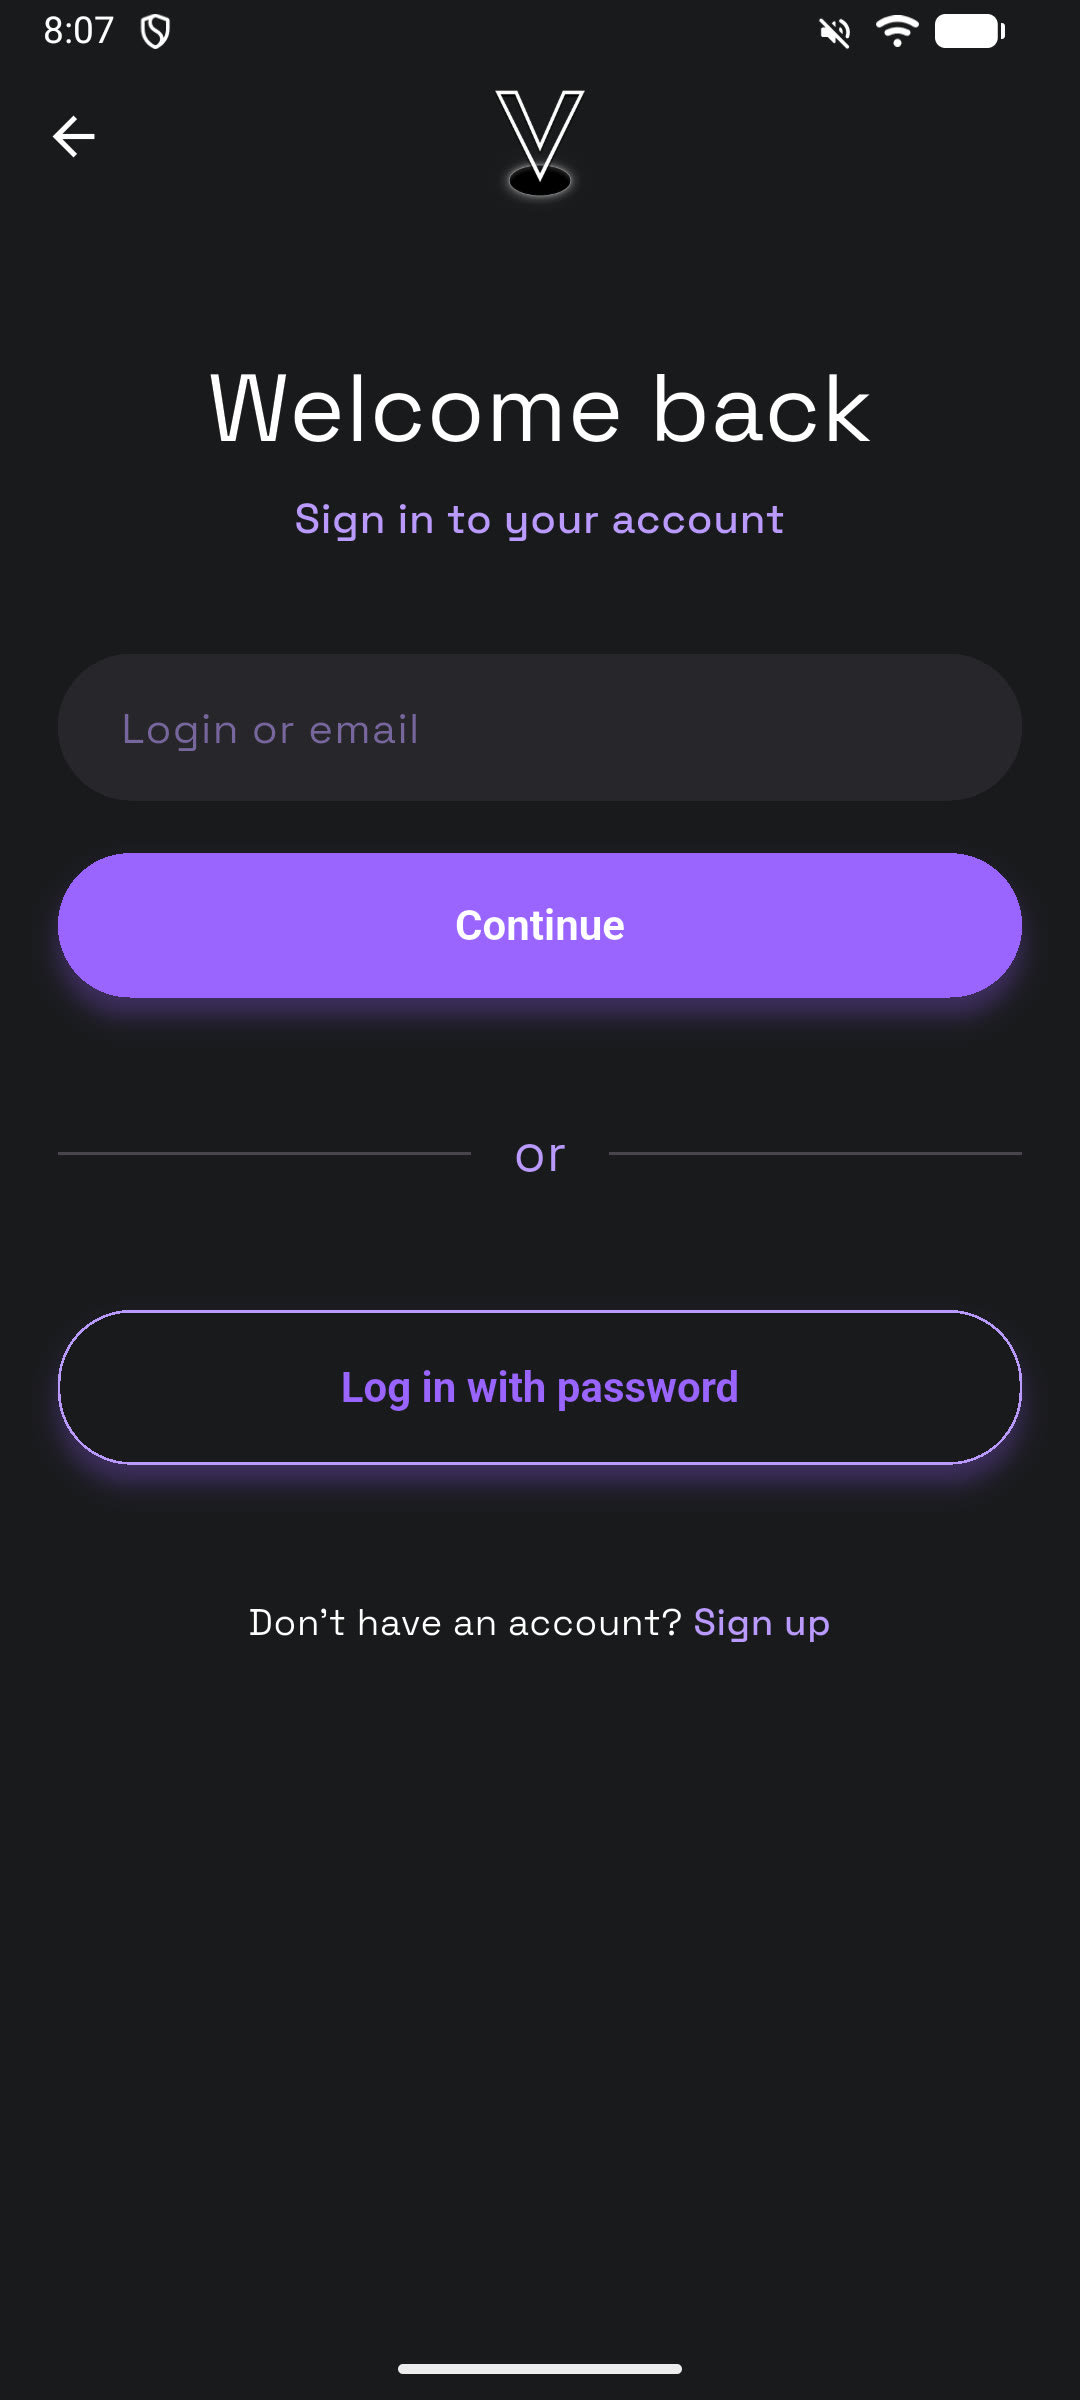 8:07
V
Welcome back
Sign in to your account
Login or email
Continue
or
Log in with password
Don't have an account? Sign up